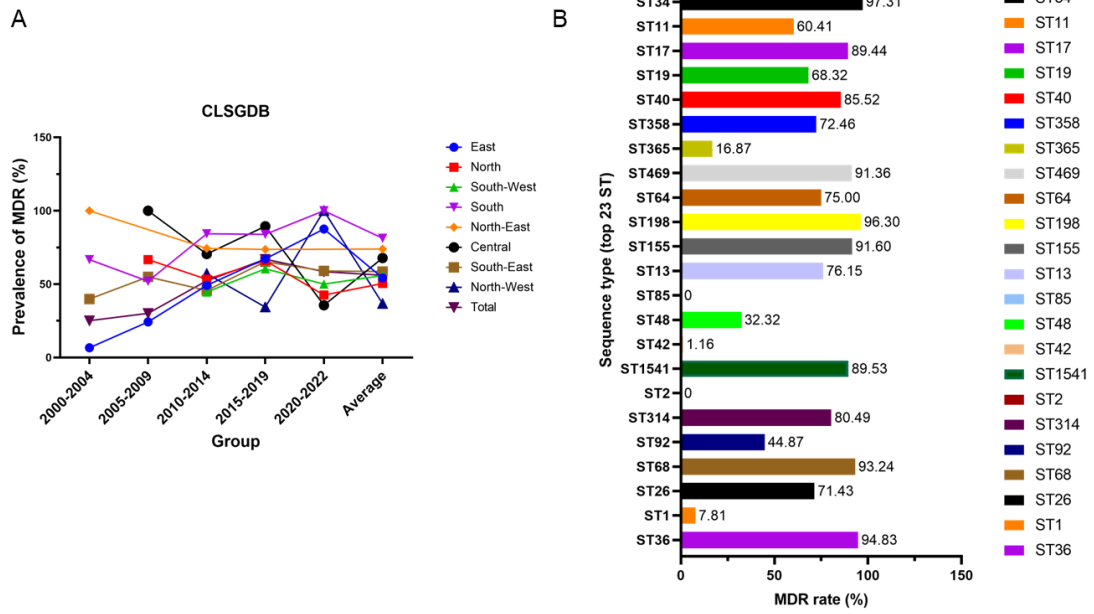 A
CLSGDB
Prevalence of MDR (%)
150
100
50
0
2000-2004
2005-2009
2010-2014
2015-2019
2020-2022
Average
Group
East
North
South-West
South
North-East
Central
South-East
North-West
Total
B
Sequence type (top 23 ST)
ST34 97.31
ST11 60.41
ST17 89.44
ST19 68.32
ST40 85.52
ST358 72.46
ST365 16.87
ST469 91.36
ST64 75.00
ST198 96.30
ST155 91.60
ST13 76.15
ST85 0
ST48 32.32
ST42 1.16
ST1541 89.53
ST2 0
ST314 80.49
ST92 44.87
ST68 93.24
ST26 71.43
ST1 7.81
ST36 94.83
0 50 100 150
MDR rate (%)
ST11
ST17
ST19
ST40
ST358
ST365
ST469
ST64
ST198
ST155
ST13
ST85
ST48
ST42
ST1541
ST2
ST314
ST92
ST68
ST26
ST1
ST36